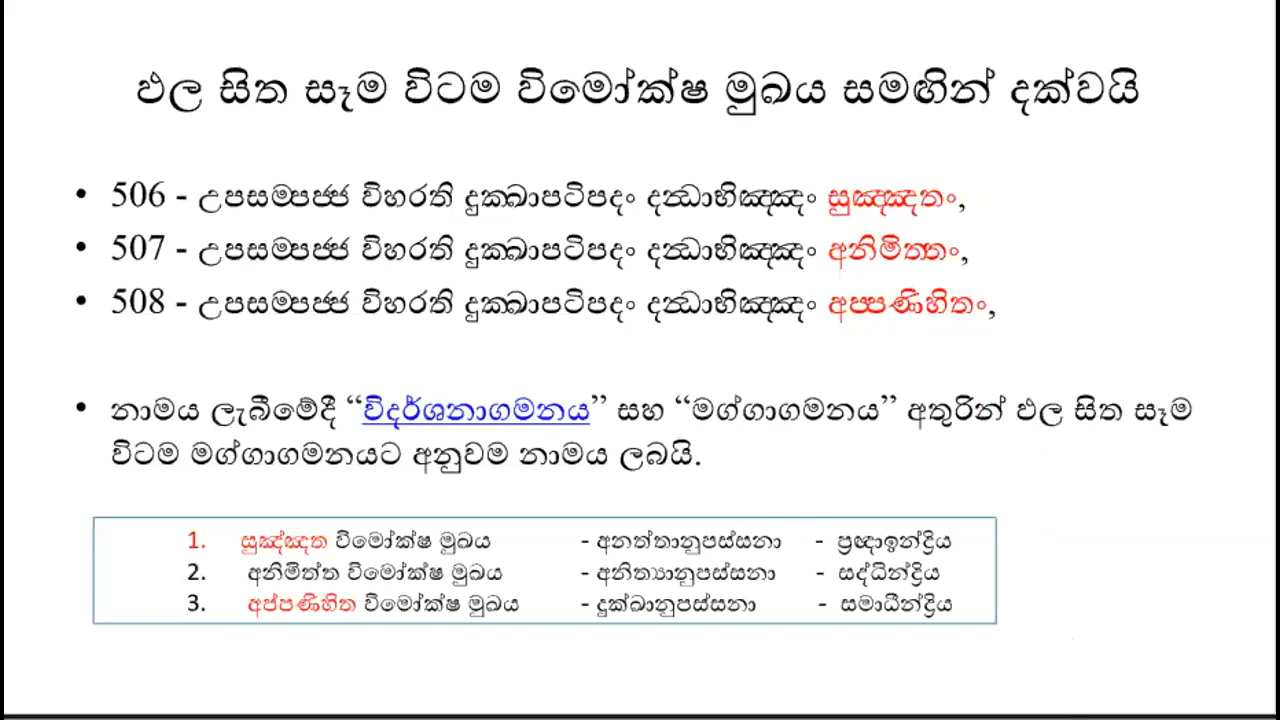 ඵල සිත සෑම විටම විමෝක්ෂ මුඛය සමඟින් දක්වයි
• 506 - උපසම්පජ්ජ විහරති දුක්ඛාපටිපදං දන්ධාභිඤ්ඤං සුඤ්ඤතං,
• 507 - උපසම්පජ්ජ විහරති දුක්ඛාපටිපදං දන්ධාභිඤ්ඤං අනිමිත්තං,
• 508 - උපසම්පජ්ජ විහරති දුක්ඛාපටිපදං දන්ධාභිඤ්ඤං අප්පණිහිතං,
• නාමය ලැබීමේදී “විදර්ශනාගමනය” සහ “මග්ගාගමනය” අතුරින් ඵල සිත සෑම
විටම මග්ගාගමනයට අනුවම නාමය ලබයි.
1. සුඤ්ඤත විමෝක්ෂ මුඛය - අනත්තානුපස්සනා - ප්‍රඥාඉන්ද්‍රිය
2. අනිමිත්ත විමෝක්ෂ මුඛය - අනිත්‍යානුපස්සනා - සද්ධින්ද්‍රිය
3. අප්පණිහිත විමෝක්ෂ මුඛය - දුක්ඛානුපස්සනා - සමාධීන්ද්‍රිය